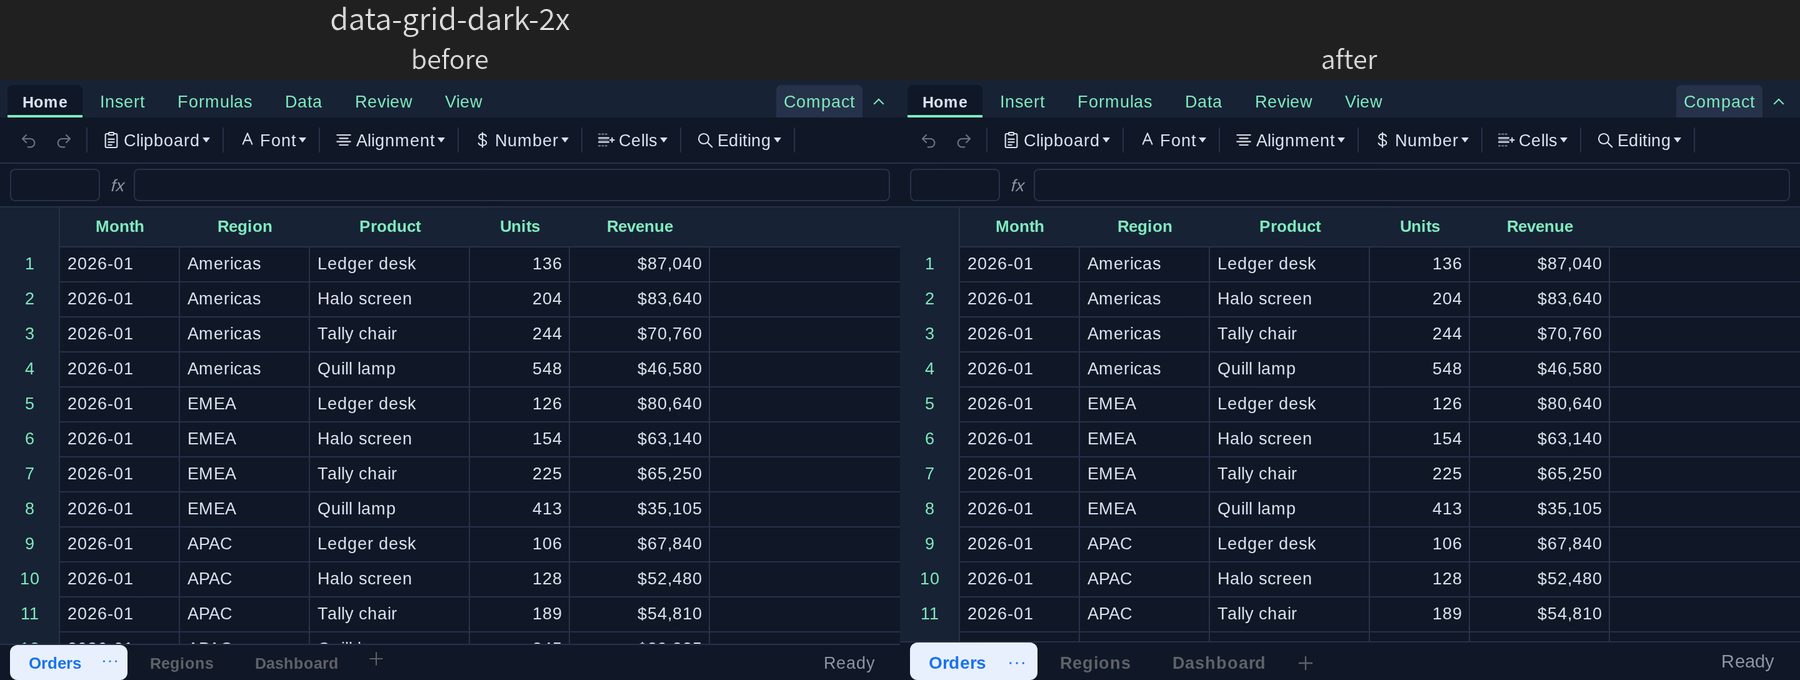 data-grid-dark-2x
before
after
Home Insert Formulas Data Review View Compact
Clipboard Font Alignment $ Number Cells Editing
fx
Month Region Product Units Revenue
1 2026-01 Americas Ledger desk 136 $87,040
2 2026-01 Americas Halo screen 204 $83,640
3 2026-01 Americas Tally chair 244 $70,760
4 2026-01 Americas Quill lamp 548 $46,580
5 2026-01 EMEA Ledger desk 126 $80,640
6 2026-01 EMEA Halo screen 154 $63,140
7 2026-01 EMEA Tally chair 225 $65,250
8 2026-01 EMEA Quill lamp 413 $35,105
9 2026-01 APAC Ledger desk 106 $67,840
10 2026-01 APAC Halo screen 128 $52,480
11 2026-01 APAC Tally chair 189 $54,810
Orders ... Regions Dashboard + Ready
Home Insert Formulas Data Review View Compact
Clipboard Font Alignment $ Number Cells Editing
fx
Month Region Product Units Revenue
1 2026-01 Americas Ledger desk 136 $87,040
2 2026-01 Americas Halo screen 204 $83,640
3 2026-01 Americas Tally chair 244 $70,760
4 2026-01 Americas Quill lamp 548 $46,580
5 2026-01 EMEA Ledger desk 126 $80,640
6 2026-01 EMEA Halo screen 154 $63,140
7 2026-01 EMEA Tally chair 225 $65,250
8 2026-01 EMEA Quill lamp 413 $35,105
9 2026-01 APAC Ledger desk 106 $67,840
10 2026-01 APAC Halo screen 128 $52,480
11 2026-01 APAC Tally chair 189 $54,810
Orders ... Regions Dashboard + Ready